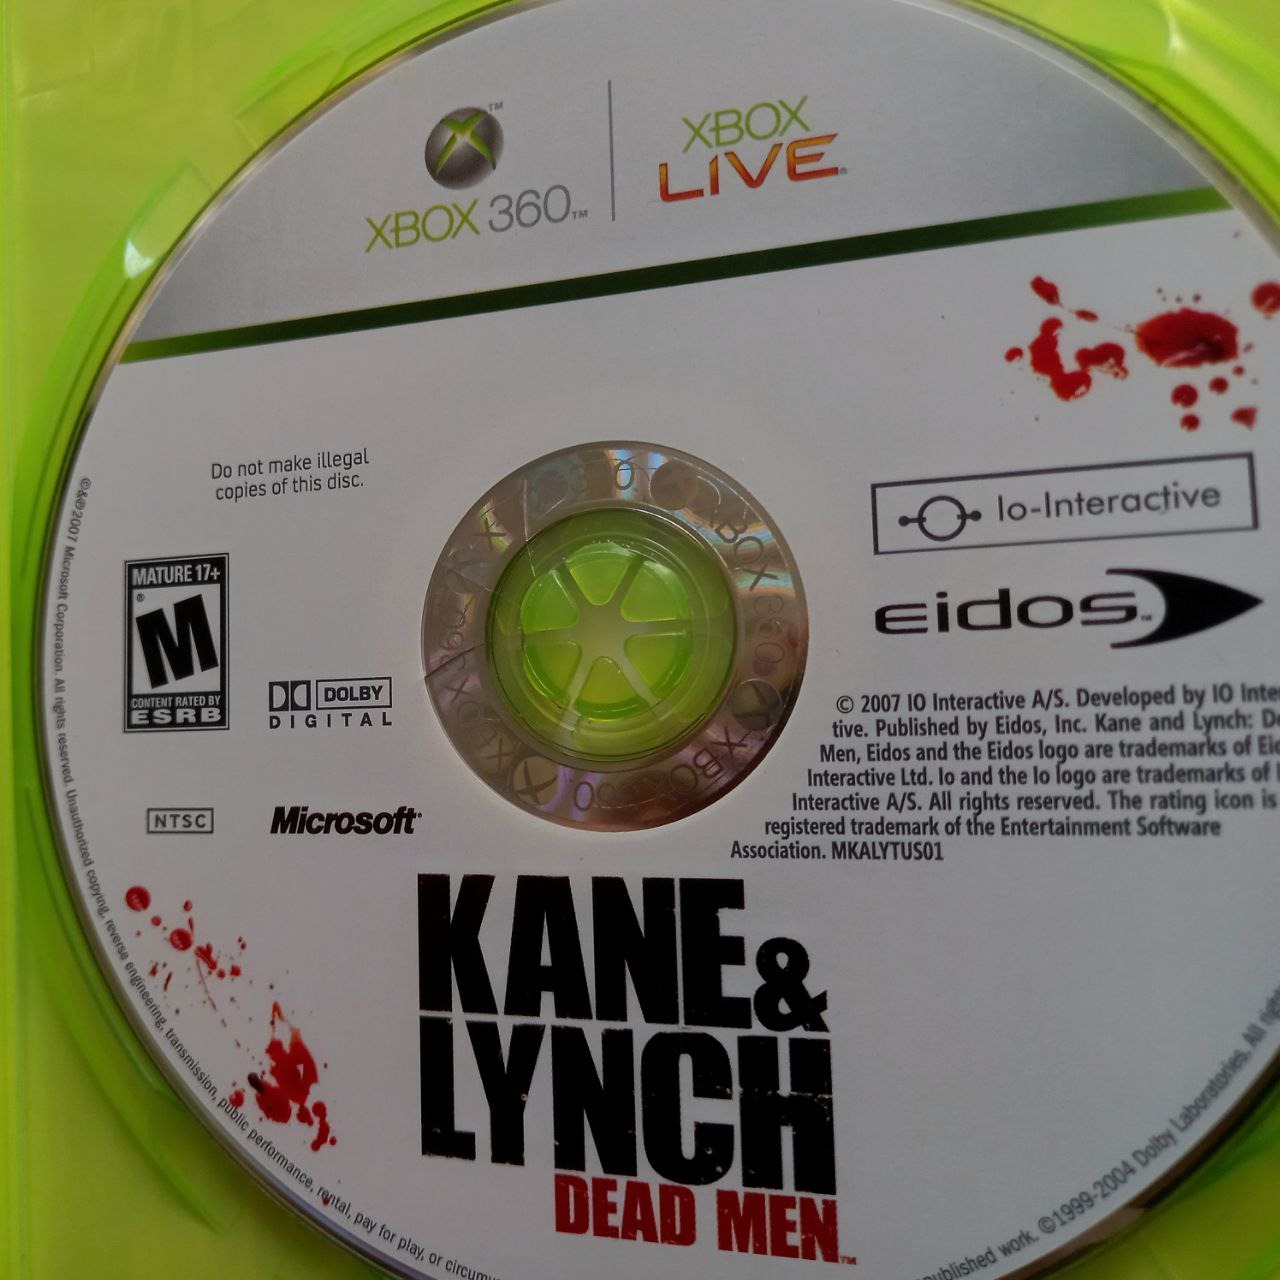 XBOX 360™
XBOX
LIVE®
Do not make illegal
copies of this disc.
Io-Interactive
eidos™
MATURE 17+
M®
CONTENT RATED BY
ESRB
DOLBY
DIGITAL
NTSC
Microsoft®
© 2007 IO Interactive A/S. Developed by IO Inte
tive. Published by Eidos, Inc. Kane and Lynch: D
Men, Eidos and the Eidos logo are trademarks of Eid
Interactive Ltd. Io and the Io logo are trademarks of
Interactive A/S. All rights reserved. The rating icon is
registered trademark of the Entertainment Software
Association. MKALYTUS01
KANE &
LYNCH
DEAD MEN™
©&℗2007 Microsoft Corporation. All rights reserved. Unauthorized copying, reverse engineering, transmission, public performance, rental, pay for play, or circum
published work. ©1999-2004 Dolby Laboratories. All
XBOX 360